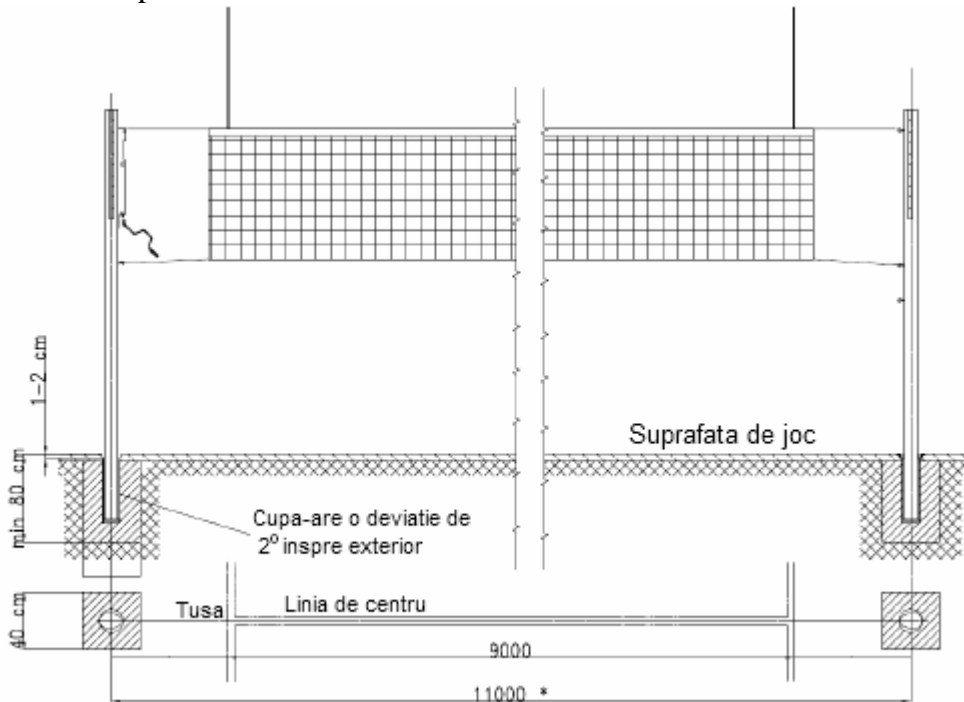 1-2 cm
min 80 cm
40 cm
Suprafata de joc
Cupa-are o deviatie de
2º inspre exterior
Tusa
Linia de centru
9000
11000 *